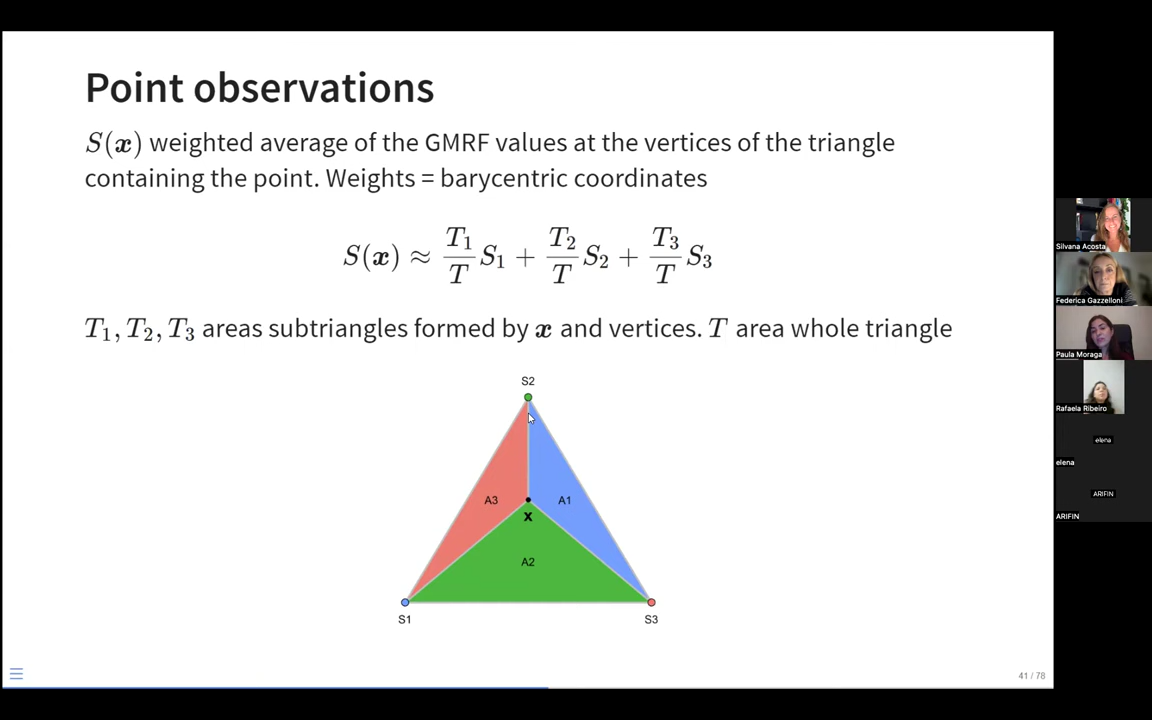 Point observations
S(x) weighted average of the GMRF values at the vertices of the triangle
containing the point. Weights = barycentric coordinates
S(x) ≈ T₁/T S₁ + T₂/T S₂ + T₃/T S₃
T₁, T₂, T₃ areas subtriangles formed by x and vertices. T area whole triangle
S2
A3
A1
x
A2
S1
S3
41 / 78
Silvana Acosta
Federica Gazzelloni
Paula Moraga
Rafaela Ribeiro
elena
elena
ARIFIN
ARIFIN